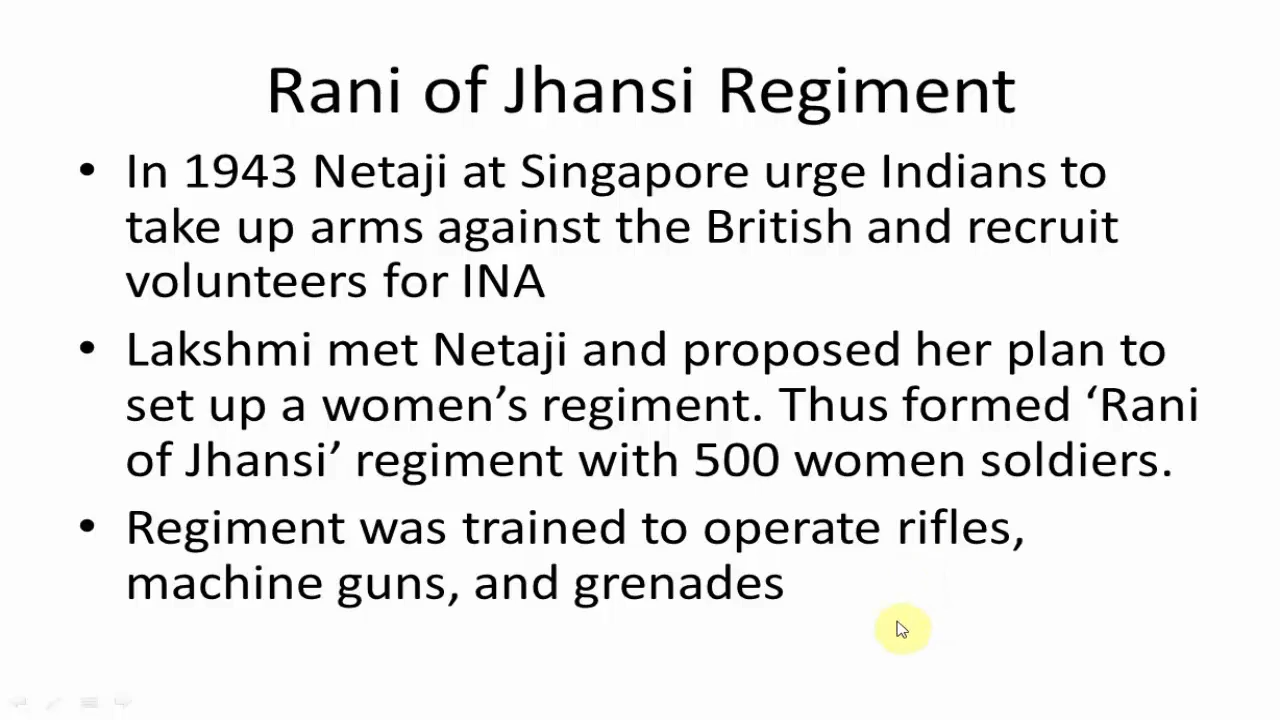 Rani of Jhansi Regiment
• In 1943 Netaji at Singapore urge Indians to
take up arms against the British and recruit
volunteers for INA
• Lakshmi met Netaji and proposed her plan to
set up a women’s regiment. Thus formed ‘Rani
of Jhansi’ regiment with 500 women soldiers.
• Regiment was trained to operate rifles,
machine guns, and grenades